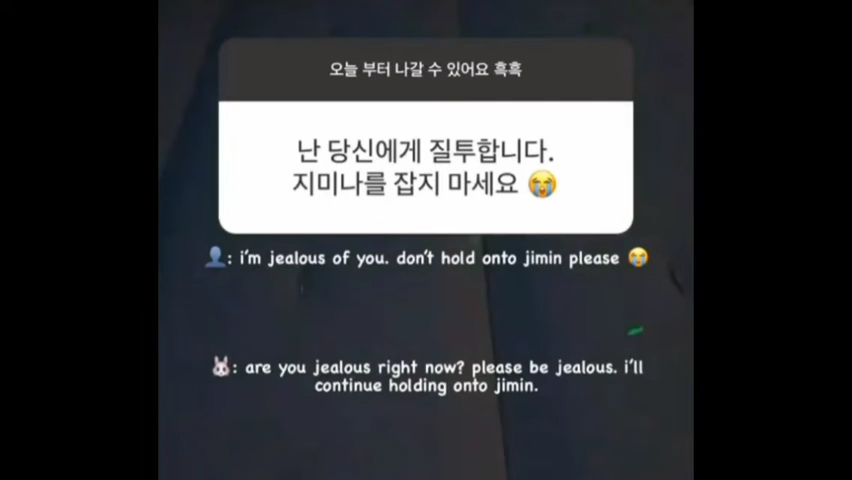 오늘 부터 나갈 수 있어요 흑흑
난 당신에게 질투합니다.
지미나를 잡지 마세요 😭
👤: i'm jealous of you. don't hold onto jimin please 😭
🐰: are you jealous right now? please be jealous. i'll
continue holding onto jimin.